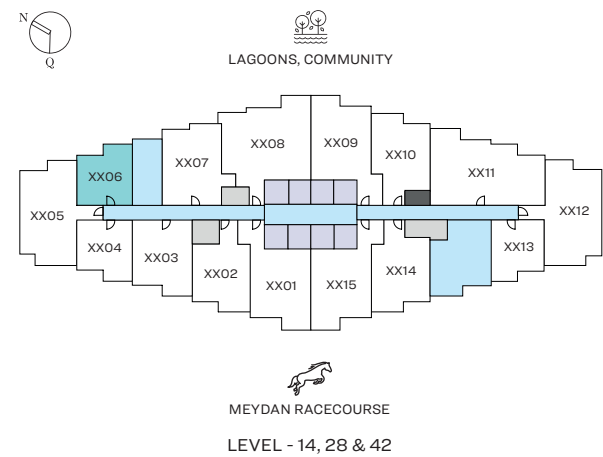 N
Q
LAGOONS, COMMUNITY
XX08
XX09
XX07
XX10
XX06
XX11
XX05
XX12
XX04
XX13
XX03
XX02
XX14
XX01
XX15
MEYDAN RACECOURSE
LEVEL - 14, 28 & 42